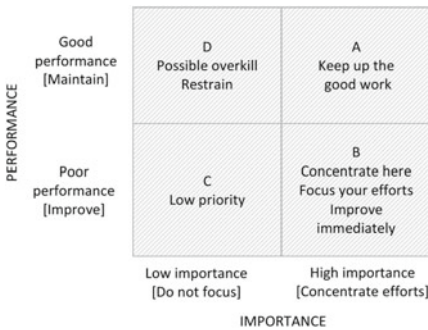 PERFORMANCE
Good
performance
[Maintain]
D
Possible overkill
Restrain
A
Keep up the
good work
Poor
performance
[Improve]
C
Low priority
B
Concentrate here
Focus your efforts
Improve
immediately
Low importance
[Do not focus]
High importance
[Concentrate efforts]
IMPORTANCE